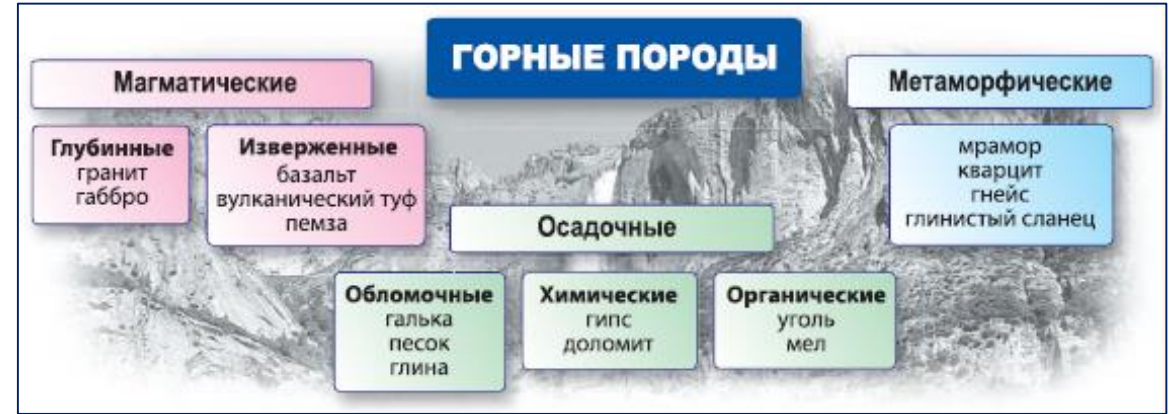 ГОРНЫЕ ПОРОДЫ
Магматические
Глубинные
гранит
габбро
Изверженные
базальт
вулканический туф
пемза
Осадочные
Обломочные
галька
песок
глина
Химические
гипс
доломит
Органические
уголь
мел
Метаморфические
мрамор
кварцит
гнейс
глинистый сланец